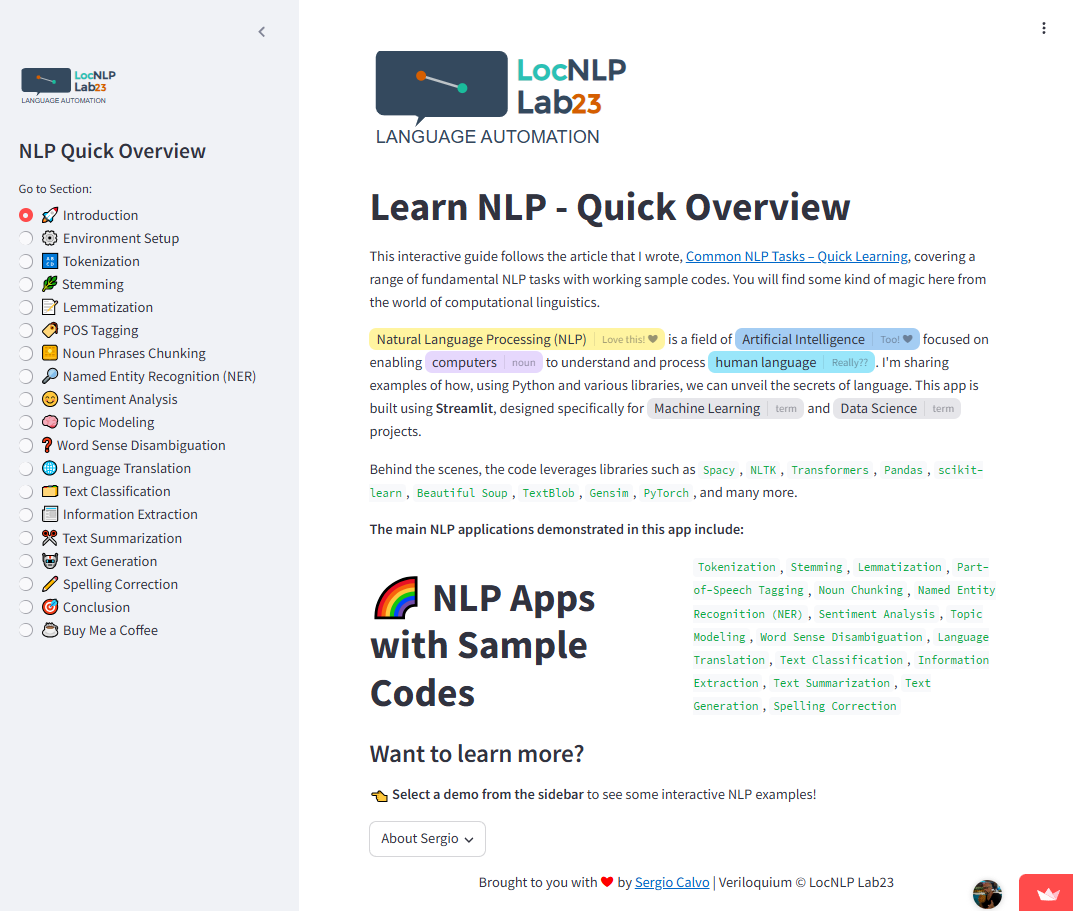 LocNLP
Lab23
LANGUAGE AUTOMATION
NLP Quick Overview
Go to Section:
Introduction
Environment Setup
Tokenization
Stemming
Lemmatization
POS Tagging
Noun Phrases Chunking
Named Entity Recognition (NER)
Sentiment Analysis
Topic Modeling
Word Sense Disambiguation
Language Translation
Text Classification
Information Extraction
Text Summarization
Text Generation
Spelling Correction
Conclusion
Buy Me a Coffee
LocNLP
Lab23
LANGUAGE AUTOMATION
Learn NLP - Quick Overview
This interactive guide follows the article that I wrote, Common NLP Tasks – Quick Learning, covering a
range of fundamental NLP tasks with working sample codes. You will find some kind of magic here from
the world of computational linguistics.
Natural Language Processing (NLP) Love this! ♥ is a field of Artificial Intelligence Too! ♥ focused on
enabling computers noun to understand and process human language Really?? . I'm sharing
examples of how, using Python and various libraries, we can unveil the secrets of language. This app is
built using Streamlit, designed specifically for Machine Learning term and Data Science term
projects.
Behind the scenes, the code leverages libraries such as Spacy , NLTK , Transformers , Pandas , scikit-
learn , Beautiful Soup , TextBlob , Gensim , PyTorch , and many more.
The main NLP applications demonstrated in this app include:
🌈 NLP Apps
with Sample
Codes
Tokenization , Stemming , Lemmatization , Part-
of-Speech Tagging , Noun Chunking , Named Entity
Recognition (NER) , Sentiment Analysis , Topic
Modeling , Word Sense Disambiguation , Language
Translation , Text Classification , Information
Extraction , Text Summarization , Text
Generation , Spelling Correction
Want to learn more?
👈 Select a demo from the sidebar to see some interactive NLP examples!
About Sergio
Brought to you with ❤ by Sergio Calvo | Veriloquium © LocNLP Lab23